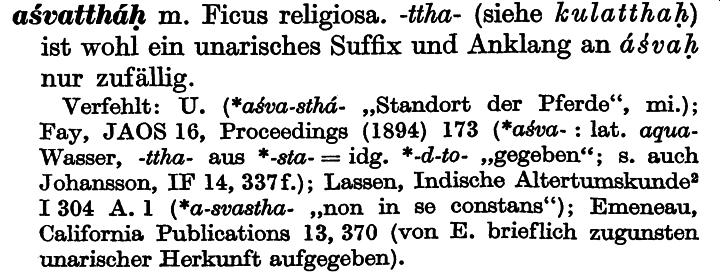 aśvattháḥ m. Ficus religiosa. -ttha- (siehe kulatthaḥ)
ist wohl ein unarisches Suffix und Anklang an áśvaḥ
nur zufällig.
Verfehlt: U. (*aśva-sthá- „Standort der Pferde“, mi.);
Fay, JAOS 16, Proceedings (1894) 173 (*aśva- : lat. aqua-
Wasser, -ttha- aus *-sta- = idg. *-d-to- „gegeben“; s. auch
Johansson, IF 14, 337f.); Lassen, Indische Altertumskunde²
I 304 A. 1 (*a-svastha- „non in se constans“); Emeneau,
California Publications 13, 370 (von E. brieflich zugunsten
unarischer Herkunft aufgegeben).